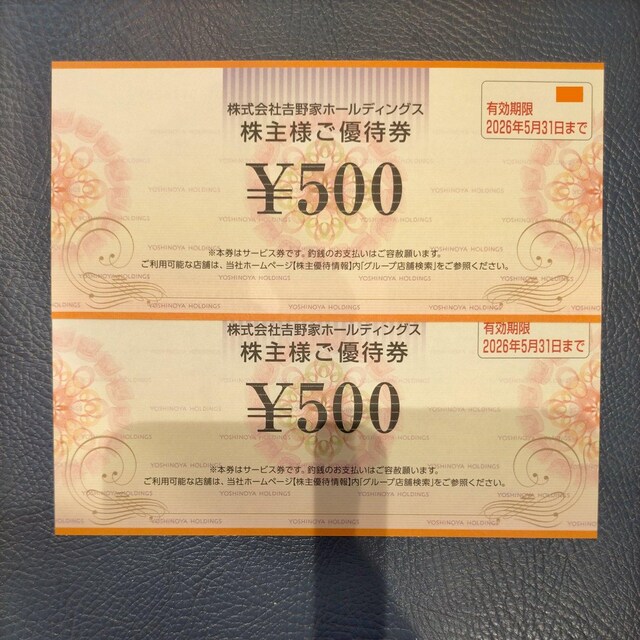 株式会社吉野家ホールディングス
株主様ご優待券
有効期限
2026年5月31日まで
¥500
YOSHINOYA HOLDINGS
YOSHINOYA HOLDINGS
※本券はサービス券です。釣銭のお支払いはご容赦願います。
ご利用可能な店舗は、当社ホームページ【株主優待情報】内「グループ店舗検索」をご参照ください。
YOSHINOYA HOLDINGS
株式会社吉野家ホールディングス
株主様ご優待券
有効期限
2026年5月31日まで
¥500
YOSHINOYA HOLDINGS
※本券はサービス券です。釣銭のお支払いはご容赦願います。
ご利用可能な店舗は、当社ホームページ【株主優待情報】内「グループ店舗検索」をご参照ください。
YOSHINOYA HOLDINGS